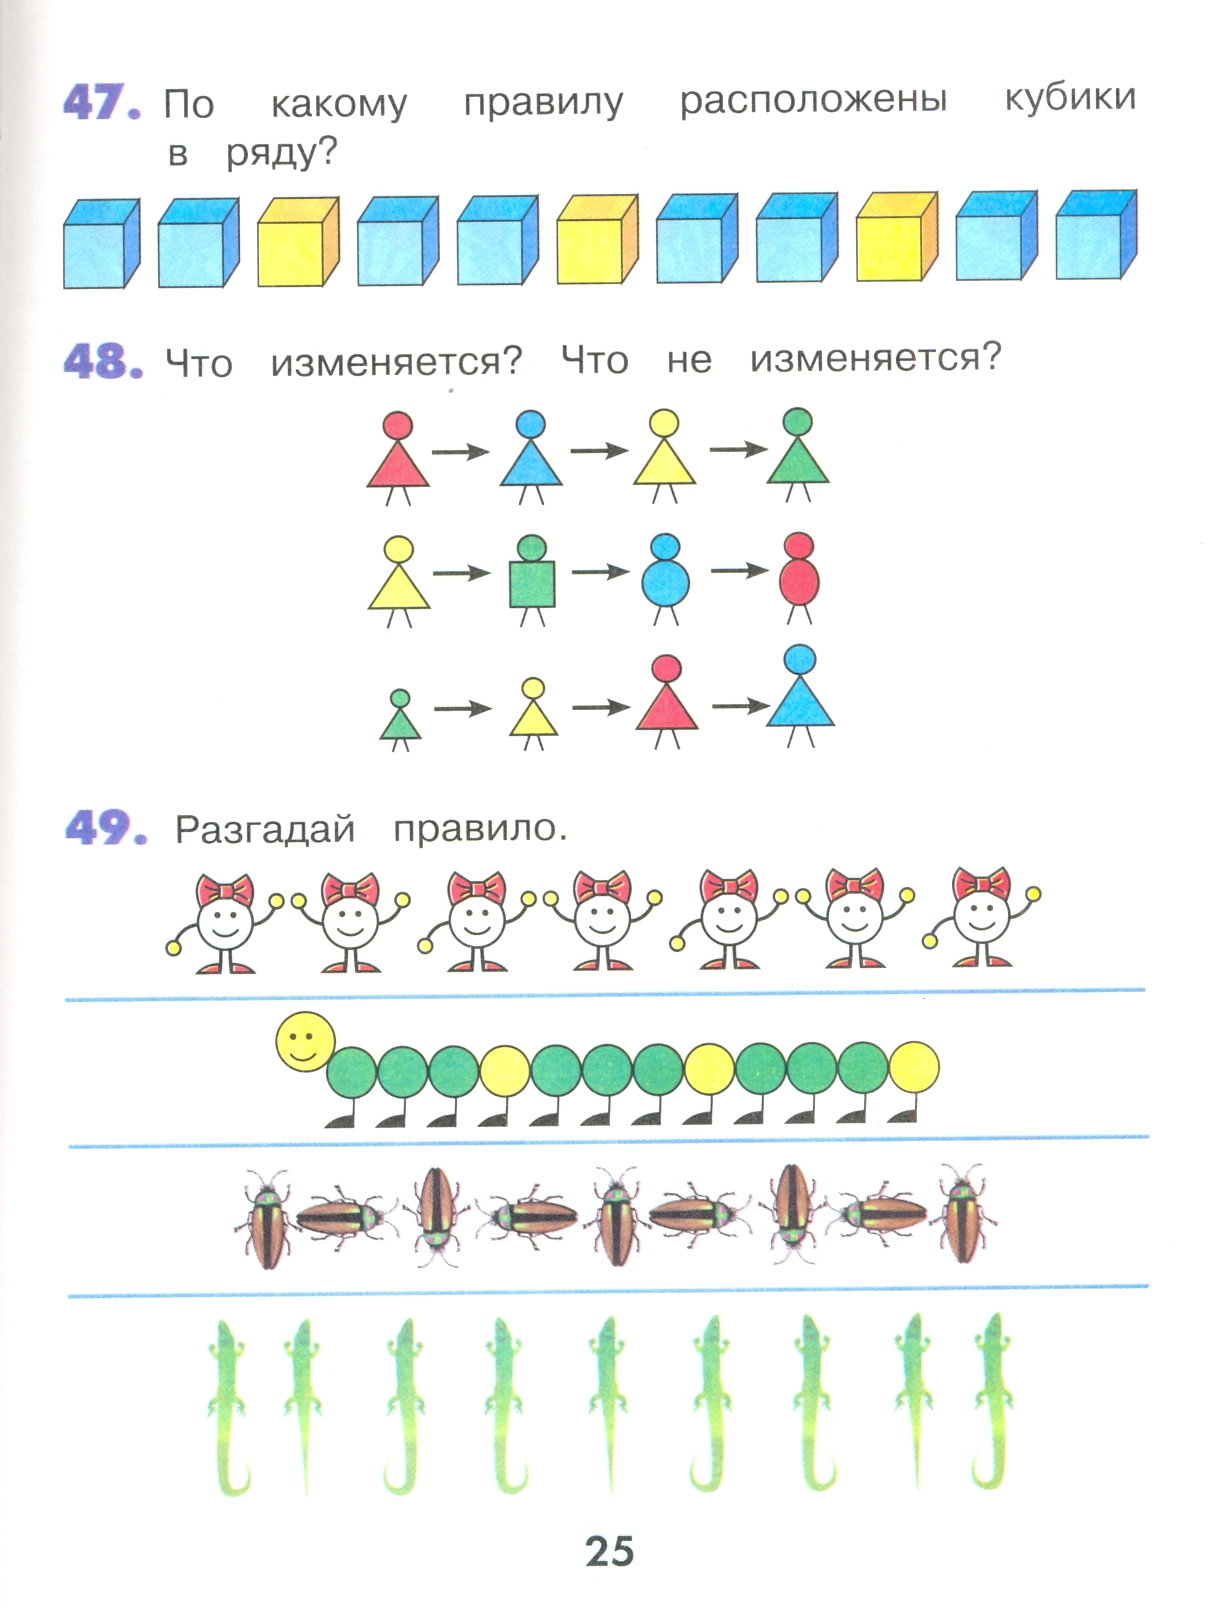 47. По какому правилу расположены кубики
в ряду?
48. Что изменяется? Что не изменяется?
49. Разгадай правило.
25